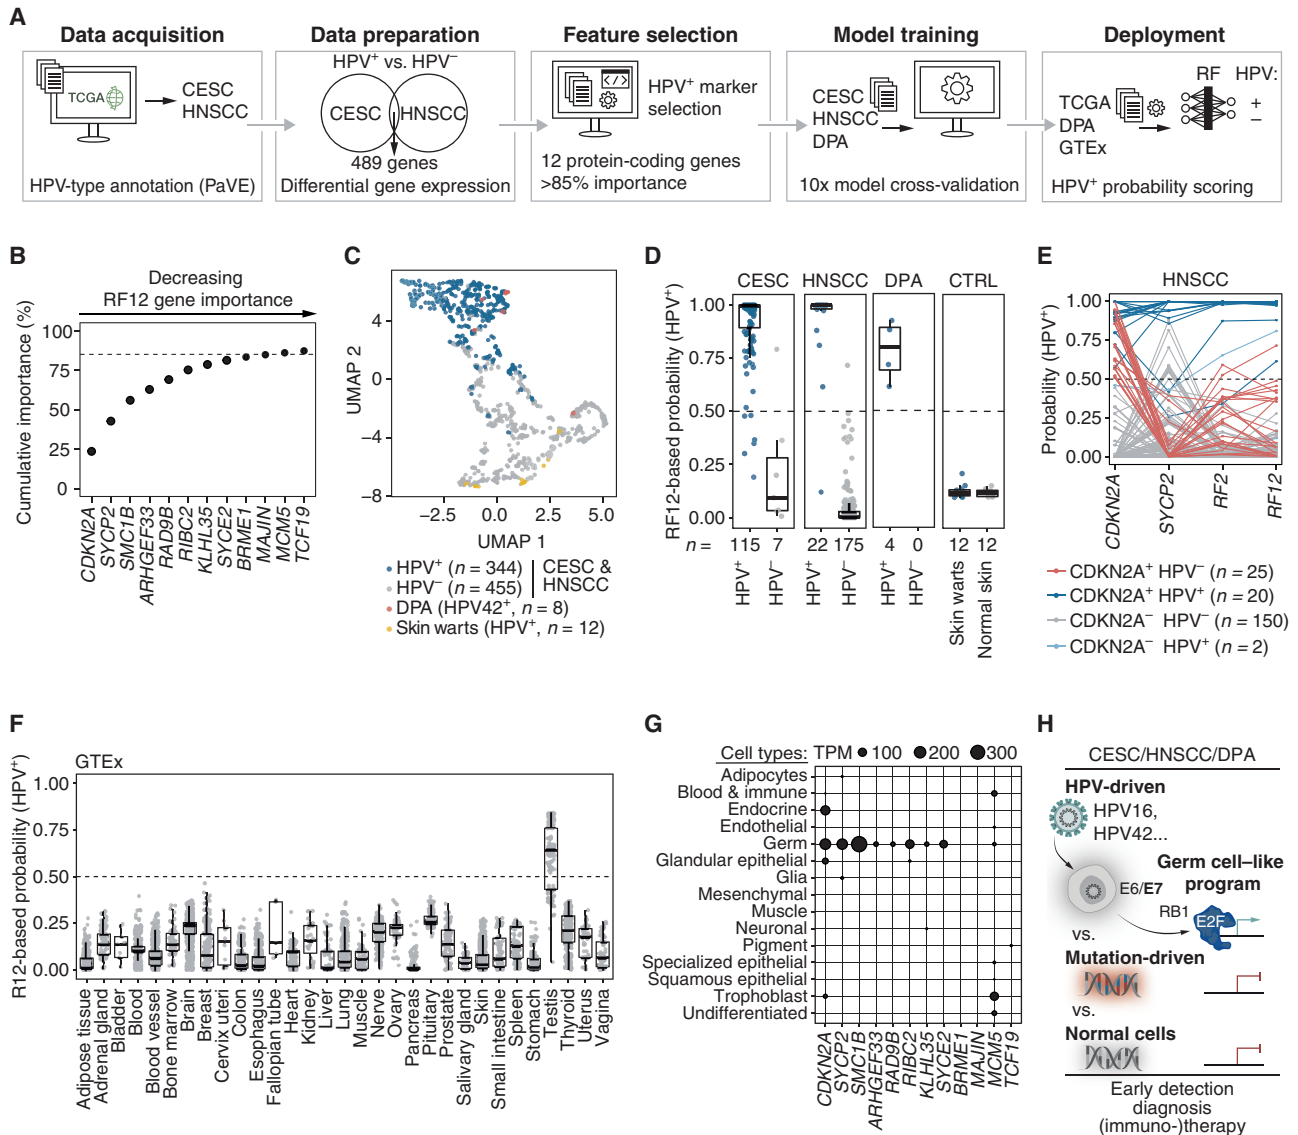 A
Data acquisition
Data preparation
Feature selection
Model training
Deployment
TCGA
CESC
HNSCC
HPV-type annotation (PaVE)
HPV⁺ vs. HPV⁻
CESC
HNSCC
489 genes
Differential gene expression
</>
HPV⁺ marker
selection
12 protein-coding genes
>85% importance
CESC
HNSCC
DPA
10x model cross-validation
RF HPV:
TCGA
DPA
GTEx
+
−
HPV⁺ probability scoring
B
Decreasing
RF12 gene importance
Cumulative importance (%)
100
75
50
25
0
CDKN2A
SYCP2
SMC1B
ARHGEF33
RAD9B
RIBC2
KLHL35
SYCE2
BRME1
MAJIN
MCM5
TCF19
C
UMAP 2
4
0
−4
−8
−2.5 0.0 2.5 5.0
UMAP 1
HPV⁺ (n = 344)
HPV⁻ (n = 455)
CESC &
HNSCC
DPA (HPV42⁺, n = 8)
Skin warts (HPV⁺, n = 12)
D
CESC HNSCC DPA CTRL
RF12-based probability (HPV⁺)
1.00
0.75
0.50
0.25
0.00
n = 115 7 22 175 4 0 12 12
HPV⁺
HPV⁻
HPV⁺
HPV⁻
HPV⁺
HPV⁻
Skin warts
Normal skin
E
HNSCC
Probability (HPV⁺)
1.00
0.75
0.50
0.25
0.00
CDKN2A
SYCP2
RF2
RF12
CDKN2A⁺ HPV⁻ (n = 25)
CDKN2A⁺ HPV⁺ (n = 20)
CDKN2A⁻ HPV⁻ (n = 150)
CDKN2A⁻ HPV⁺ (n = 2)
F
GTEx
R12-based probability (HPV⁺)
1.00
0.75
0.50
0.25
0.00
Adipose tissue
Adrenal gland
Bladder
Blood
Blood vessel
Bone marrow
Brain
Breast
Cervix uteri
Colon
Esophagus
Fallopian tube
Heart
Kidney
Liver
Lung
Muscle
Nerve
Ovary
Pancreas
Pituitary
Prostate
Salivary gland
Skin
Small intestine
Spleen
Stomach
Testis
Thyroid
Uterus
Vagina
G
Cell types: TPM 100 200 300
Adipocytes
Blood & immune
Endocrine
Endothelial
Germ
Glandular epithelial
Glia
Mesenchymal
Muscle
Neuronal
Pigment
Specialized epithelial
Squamous epithelial
Trophoblast
Undifferentiated
CDKN2A
SYCP2
SMC1B
ARHGEF33
RAD9B
RIBC2
KLHL35
SYCE2
BRME1
MAJIN
MCM5
TCF19
H
CESC/HNSCC/DPA
HPV-driven
HPV16,
HPV42...
Germ cell–like
program
E6/E7
RB1
E2F
vs.
Mutation-driven
vs.
Normal cells
Early detection
diagnosis
(immuno-)therapy